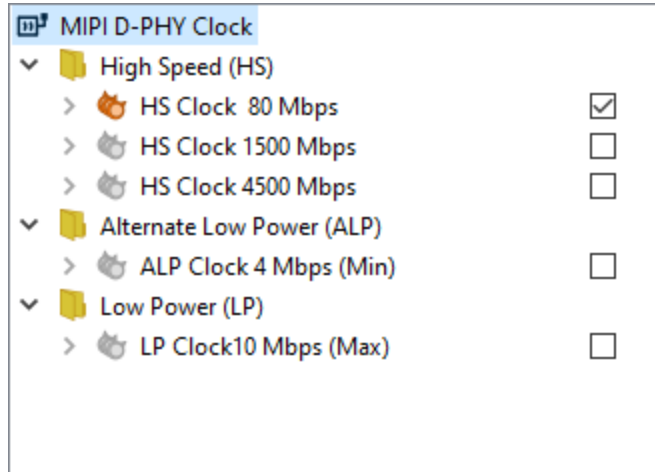 MIPI D-PHY Clock
High Speed (HS)
HS Clock  80 Mbps
HS Clock 1500 Mbps
HS Clock 4500 Mbps
Alternate Low Power (ALP)
ALP Clock 4 Mbps (Min)
Low Power (LP)
LP Clock10 Mbps (Max)